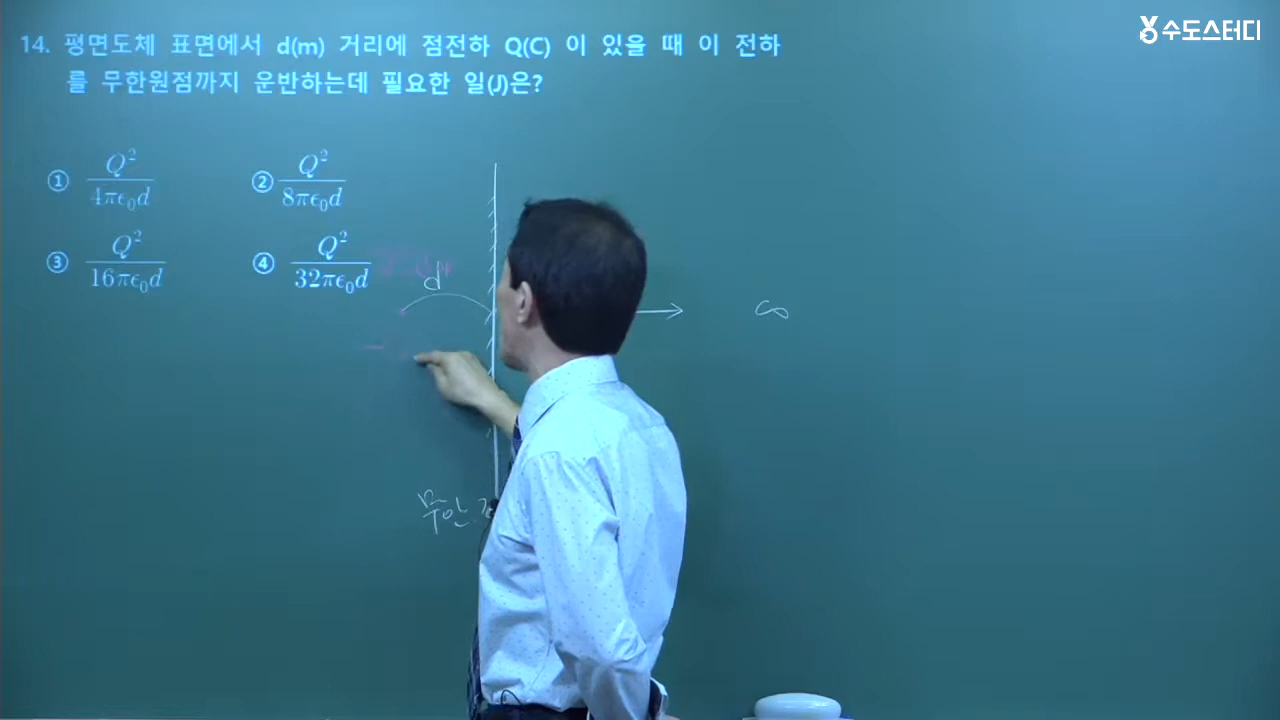 수도스터디
14. 평면도체 표면에서 d(m) 거리에 점전하 Q(C) 이 있을 때 이 전하
를 무한원점까지 운반하는데 필요한 일(J)은?
① Q²/4πϵ₀d ② Q²/8πϵ₀d
③ Q²/16πϵ₀d ④ Q²/32πϵ₀d
d
∞